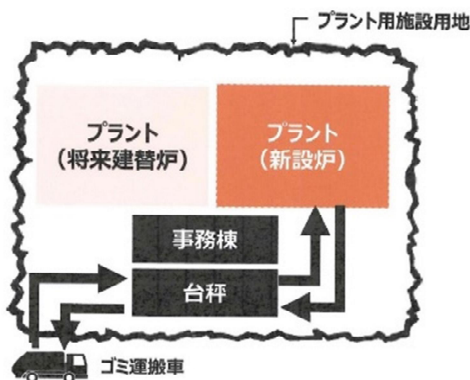 プラント用施設用地
プラント
（将来建替炉）
プラント
（新設炉）
事務棟
台秤
ゴミ運搬車